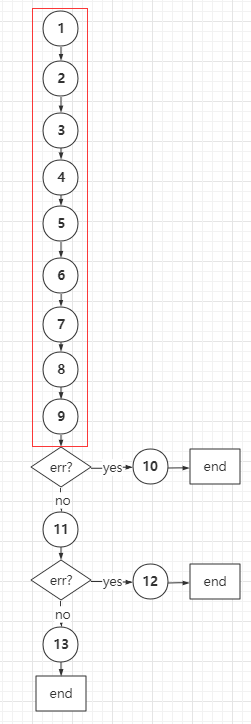 1
2
3
4
5
6
7
8
9
err? yes 10 end
no
11
err? yes 12 end
no
13
end